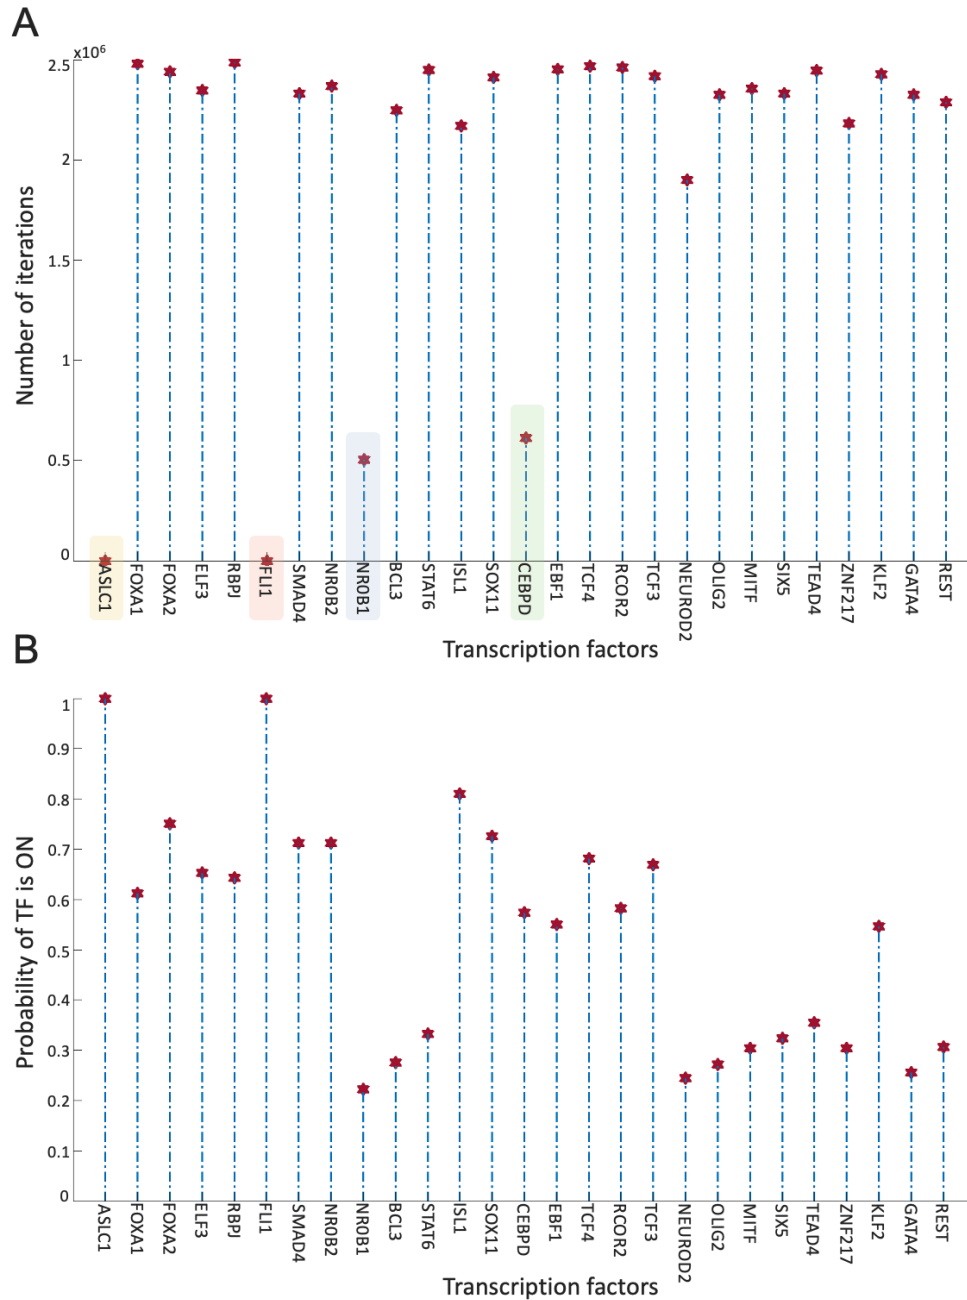 A
x10⁶
2.5
2
1.5
1
0.5
0
Number of iterations
ASLC1 FOXA1 FOXA2 ELF3 RBPJ FLI1 SMAD4 NR0B2 NR0B1 BCL3 STAT6 ISL1 SOX11 CEBPD EBF1 TCF4 RCOR2 TCF3 NEUROD2 OLIG2 MITF SIX5 TEAD4 ZNF217 KLF2 GATA4 REST
Transcription factors
B
1
0.9
0.8
0.7
0.6
0.5
0.4
0.3
0.2
0.1
0
Probability of TF is ON
ASLC1 FOXA1 FOXA2 ELF3 RBPJ FLI1 SMAD4 NR0B2 NR0B1 BCL3 STAT6 ISL1 SOX11 CEBPD EBF1 TCF4 RCOR2 TCF3 NEUROD2 OLIG2 MITF SIX5 TEAD4 ZNF217 KLF2 GATA4 REST
Transcription factors